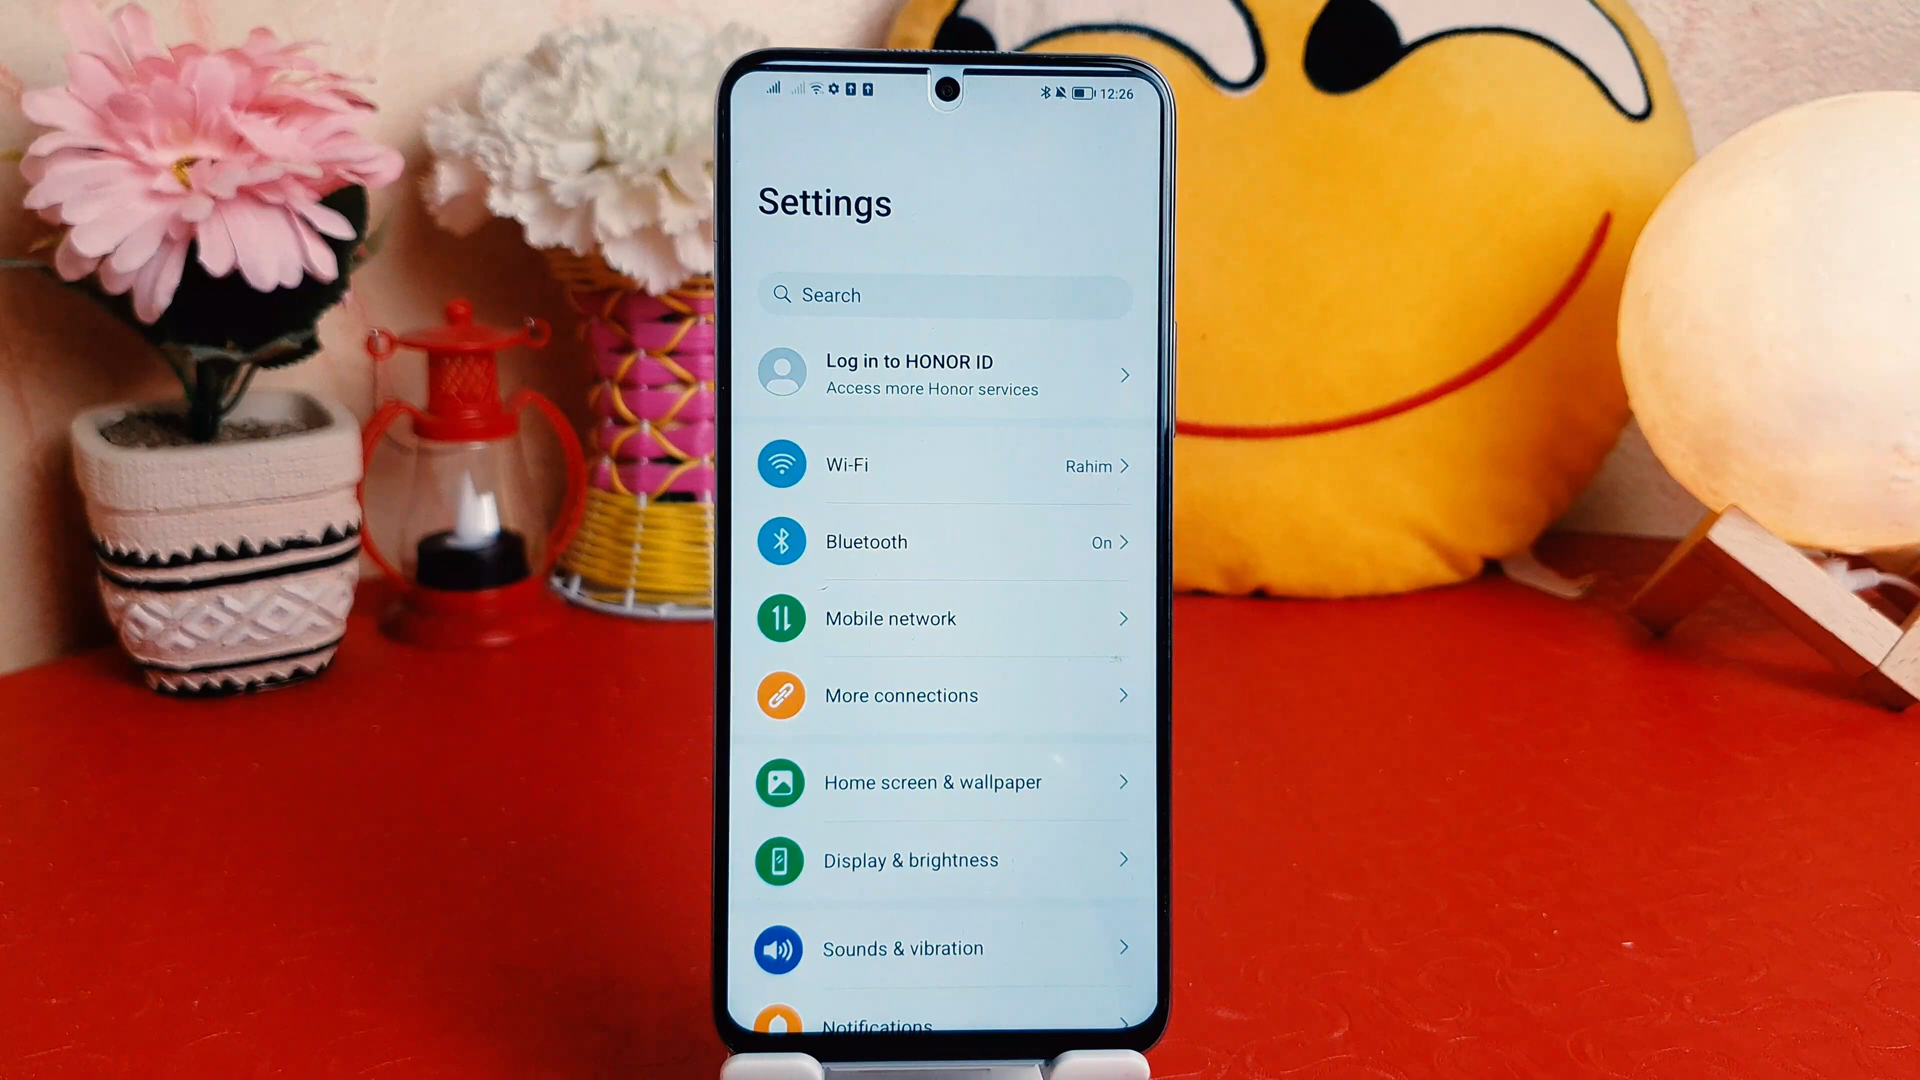 12:26
Settings
Search
Log in to HONOR ID
Access more Honor services
Wi-Fi Rahim
Bluetooth On
Mobile network
More connections
Home screen & wallpaper
Display & brightness
Sounds & vibration
Notifications